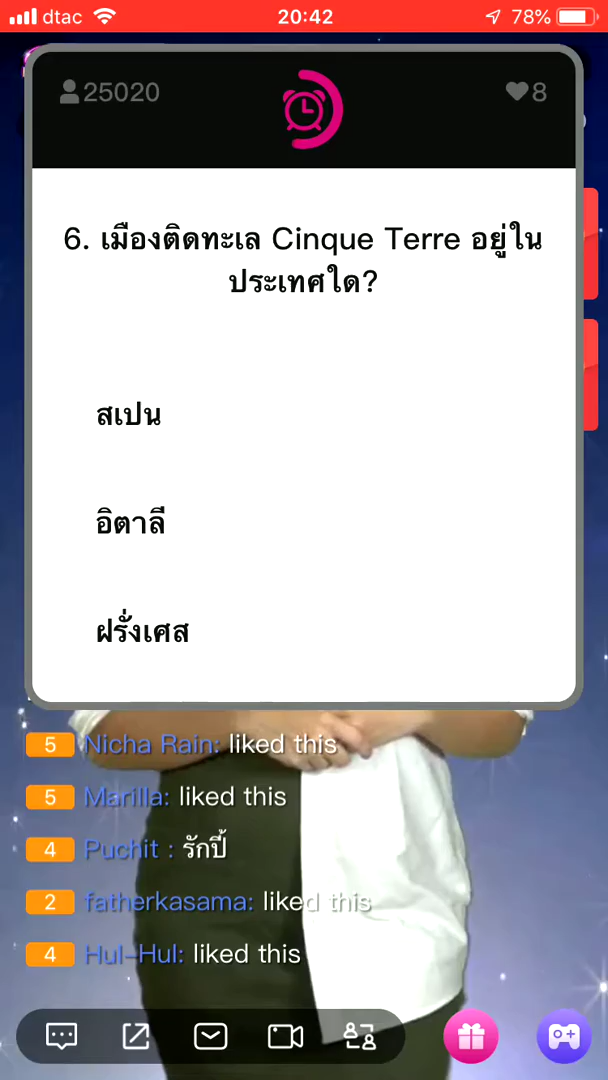 dtac 20:42 78%
25020 8
6. เมืองติดทะเล Cinque Terre อยู่ใน
ประเทศใด?
สเปน
อิตาลี
ฝรั่งเศส
5 Nicha Rain: liked this
5 Marilla: liked this
4 Puchit : รักปี้
2 fatherkasama: liked this
4 Hul-Hul: liked this